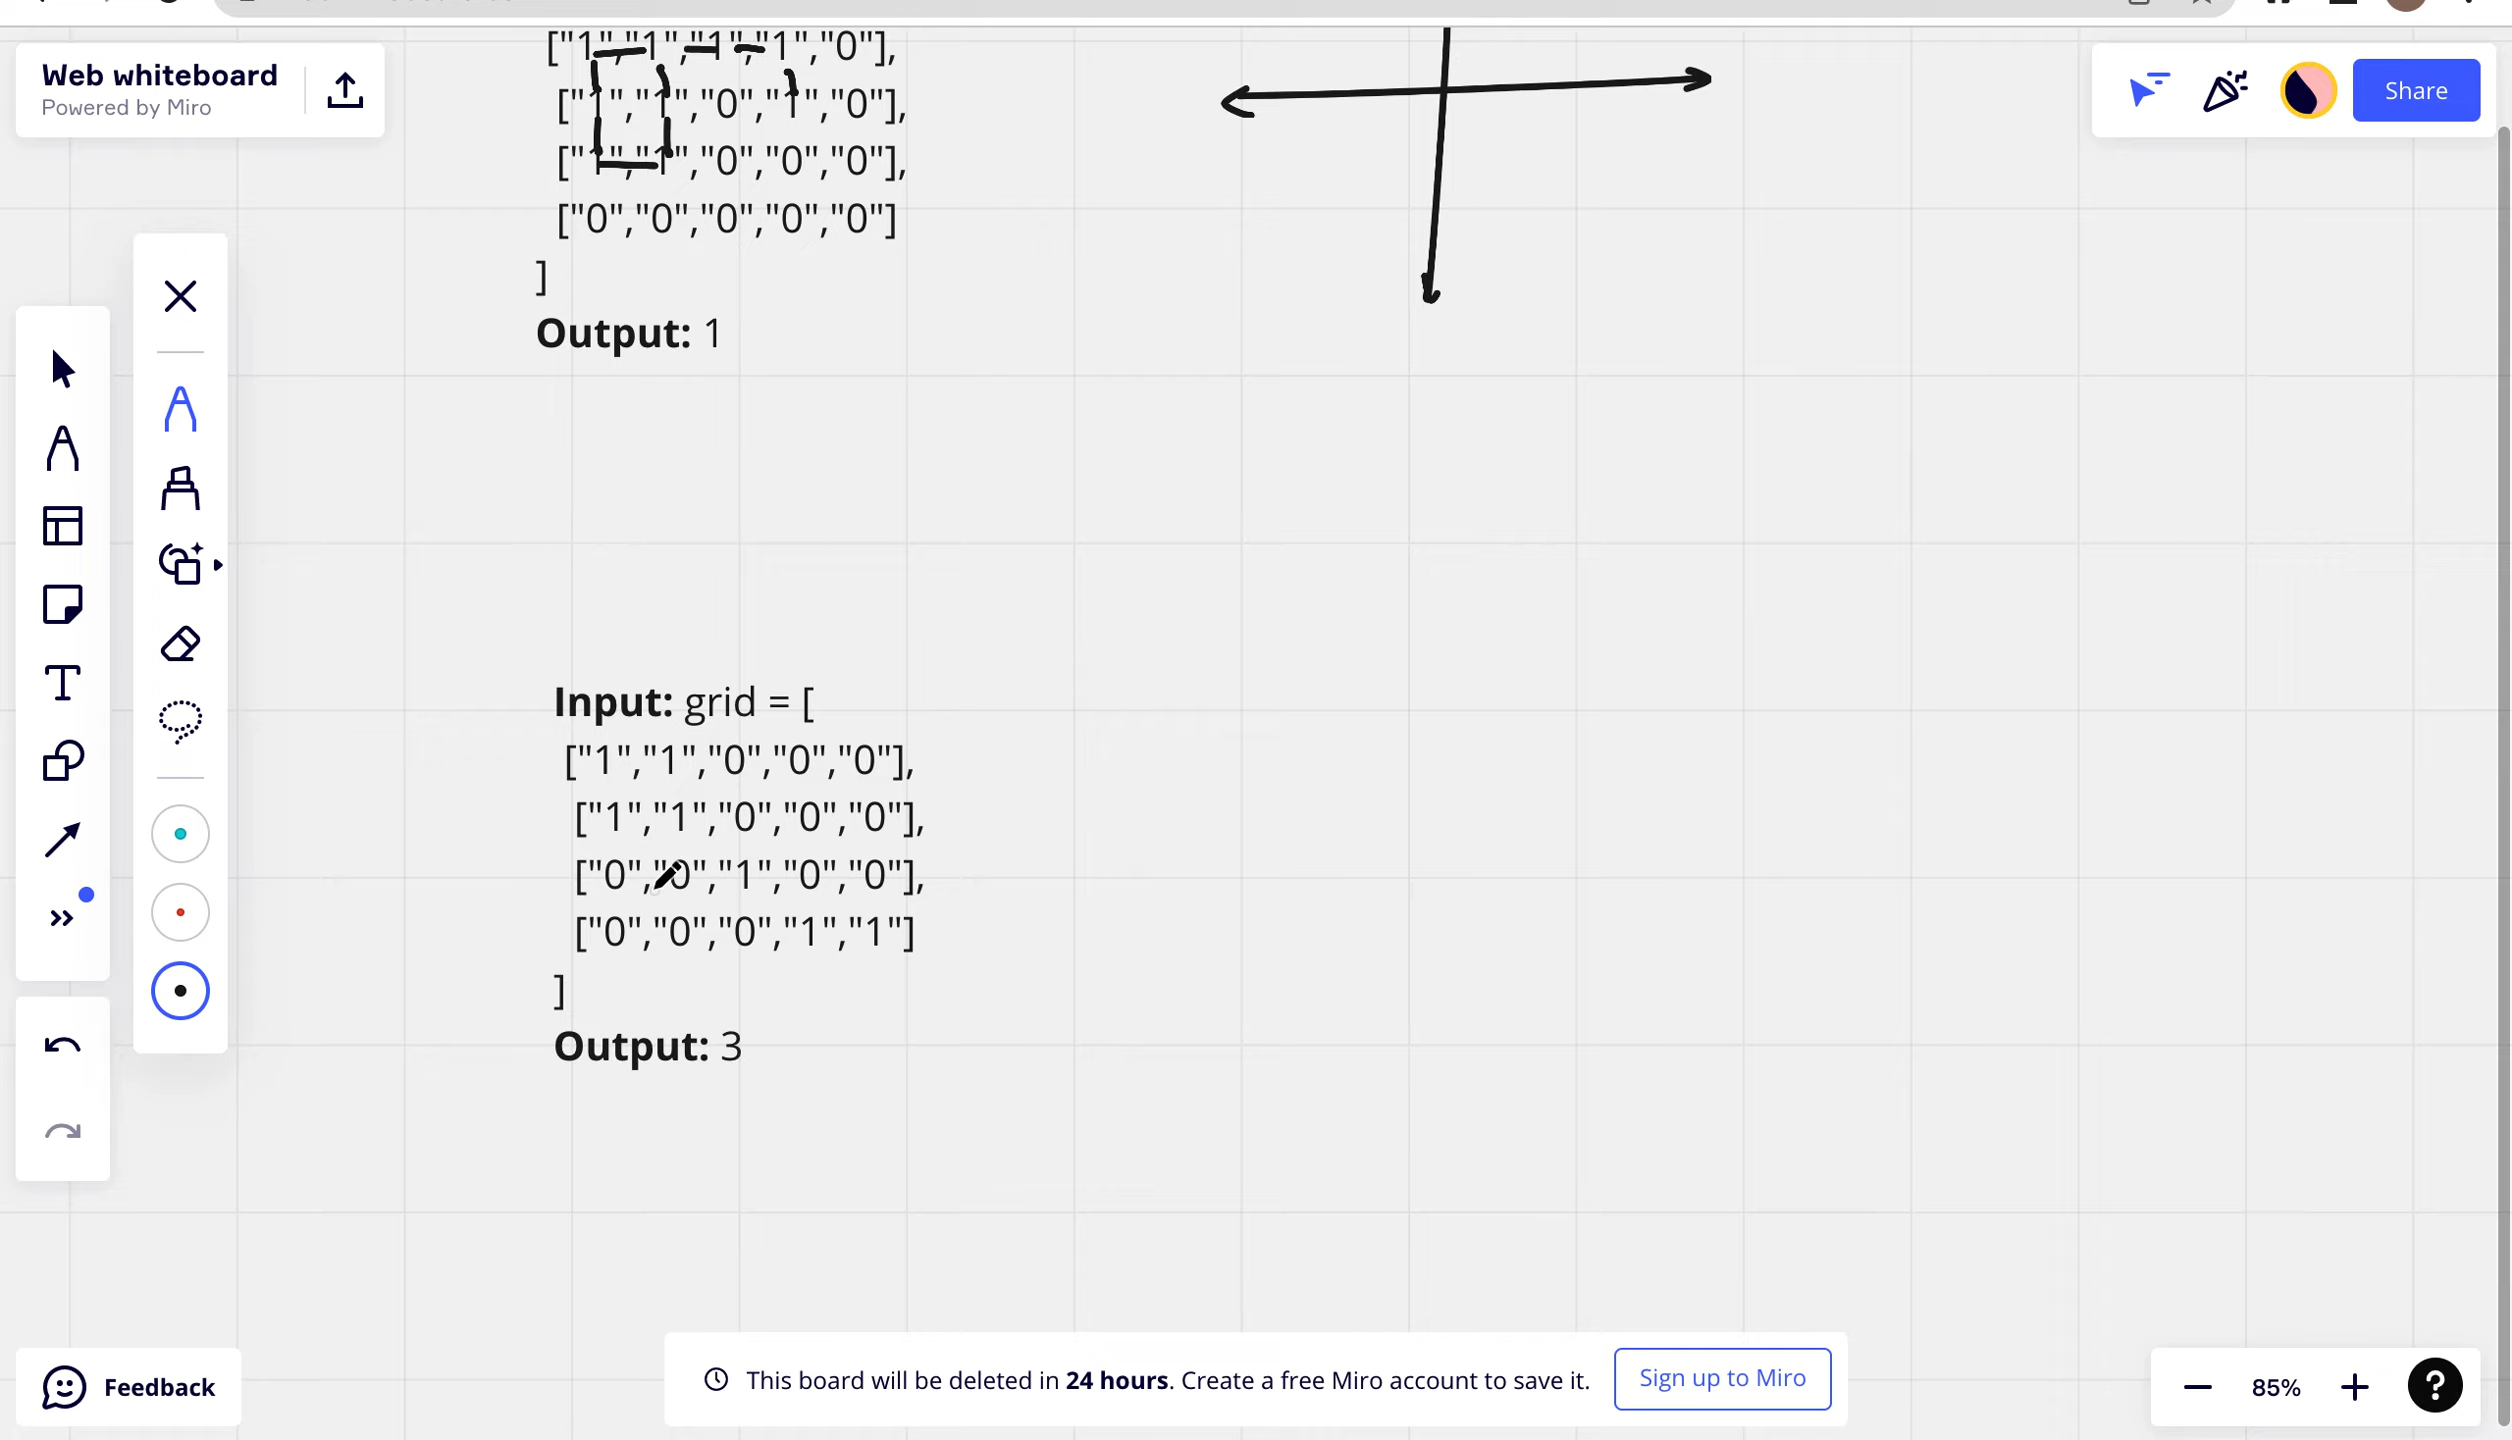 ["1","1","1","1","0"],
Web whiteboard
Powered by Miro
Share
["1","1","0","1","0"],
["1","1","0","0","0"],
["0","0","0","0","0"]
]
Output: 1
Input: grid = [
["1","1","0","0","0"],
["1","1","0","0","0"],
["0","0","1","0","0"],
["0","0","0","1","1"]
]
Output: 3
Feedback
This board will be deleted in 24 hours. Create a free Miro account to save it.
Sign up to Miro
85%